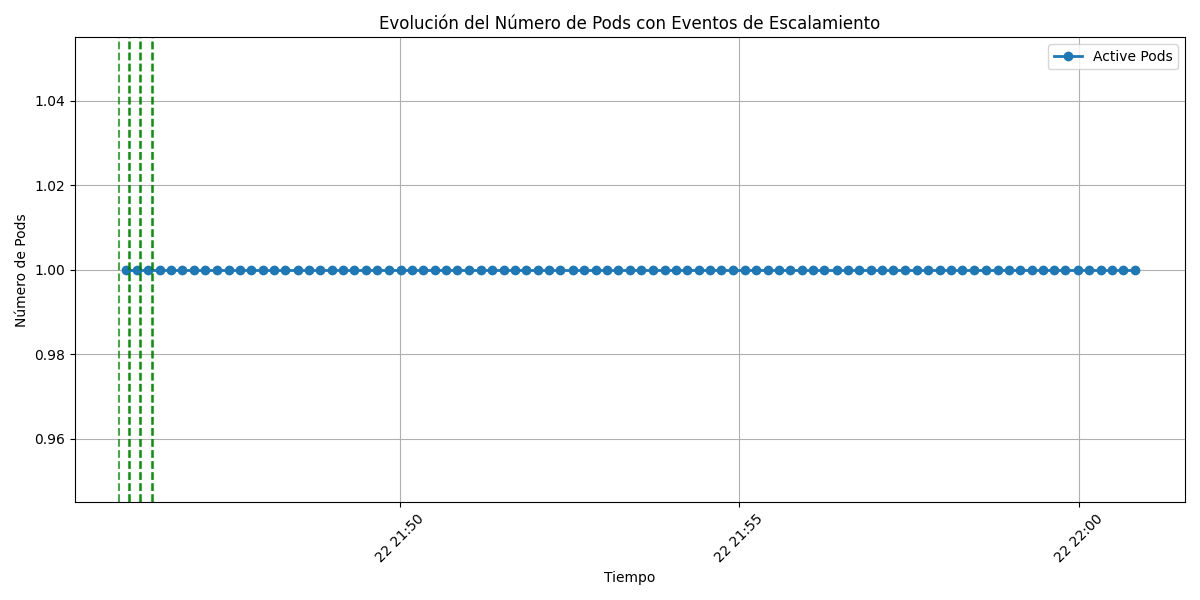 Evolución del Número de Pods con Eventos de Escalamiento
Active Pods
Número de Pods
1.04
1.02
1.00
0.98
0.96
22 21:50
22 21:55
22 22:00
Tiempo